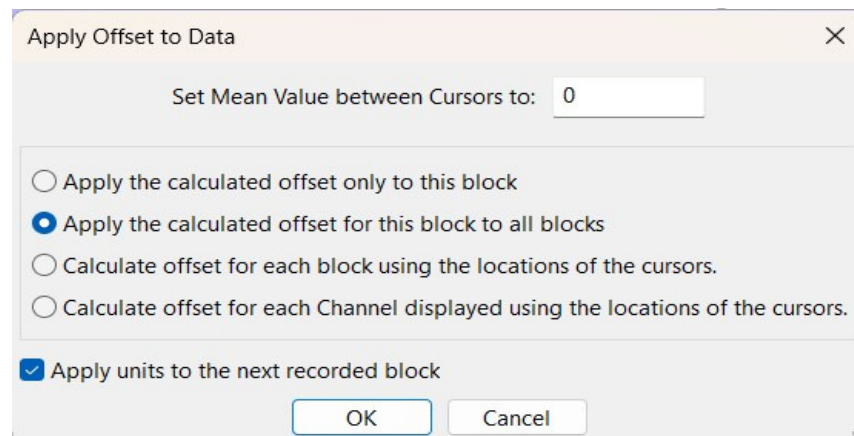 Apply Offset to Data
Set Mean Value between Cursors to: 0
Apply the calculated offset only to this block
Apply the calculated offset for this block to all blocks
Calculate offset for each block using the locations of the cursors.
Calculate offset for each Channel displayed using the locations of the cursors.
Apply units to the next recorded block
OK Cancel